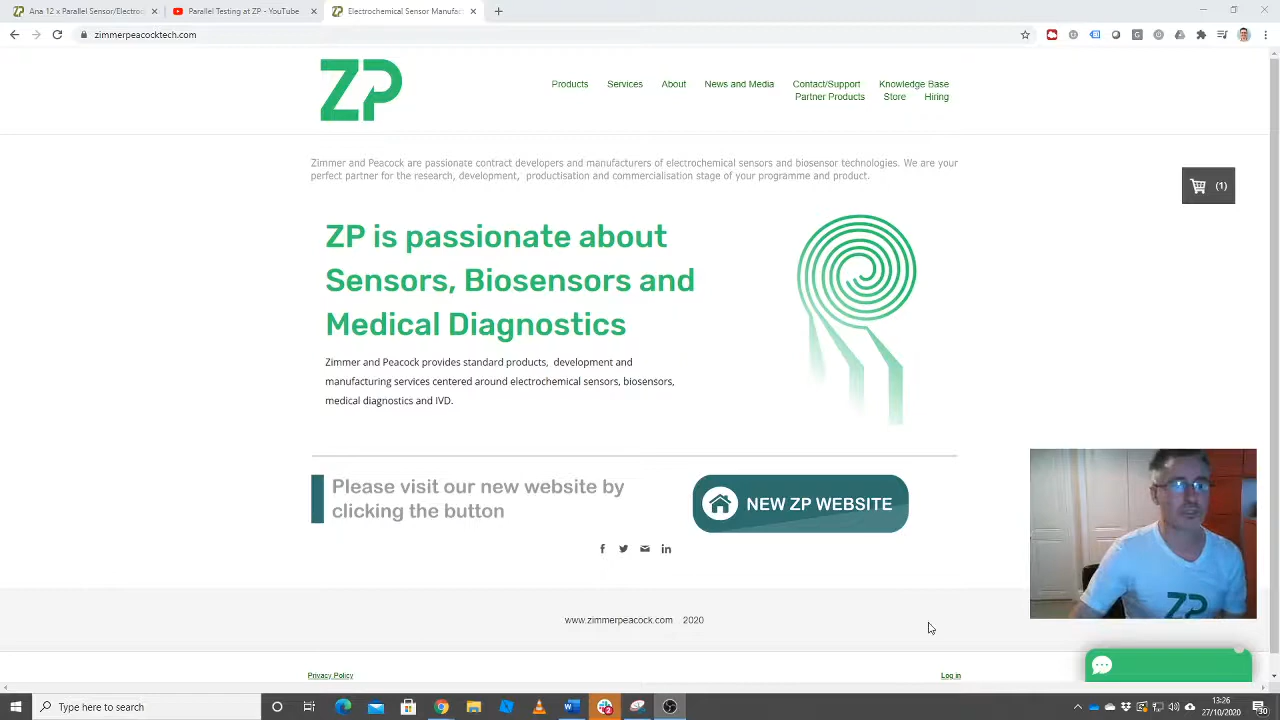 Ana 12 x Parallel Sensor/Electro
Parallel Testing at ZP - YouTube
Electrochemical Sensor Manufac
zimmerpeacocktech.com
ZP
Products
Services
About
News and Media
Contact/Support
Knowledge Base
Partner Products
Store
Hiring
Zimmer and Peacock are passionate contract developers and manufacturers of electrochemical sensors and biosensor technologies. We are your
perfect partner for the research, development, productisation and commercialisation stage of your programme and product.
(1)
ZP is passionate about
Sensors, Biosensors and
Medical Diagnostics
Zimmer and Peacock provides standard products, development and
manufacturing services centered around electrochemical sensors, biosensors,
medical diagnostics and IVD.
Please visit our new website by
clicking the button
NEW ZP WEBSITE
ZP
www.zimmerpeacock.com 2020
Privacy Policy
Log in
Type here to search
13:26
27/10/2020